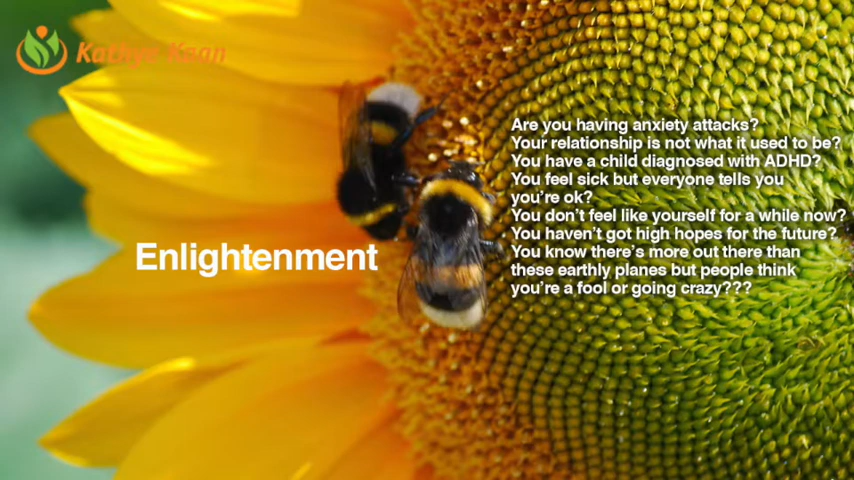 Kathye Kaan
Enlightenment
Are you having anxiety attacks?
Your relationship is not what it used to be?
You have a child diagnosed with ADHD?
You feel sick but everyone tells you
you're ok?
You don't feel like yourself for a while now?
You haven't got high hopes for the future?
You know there's more out there than
these earthly planes but people think
you're a fool or going crazy???